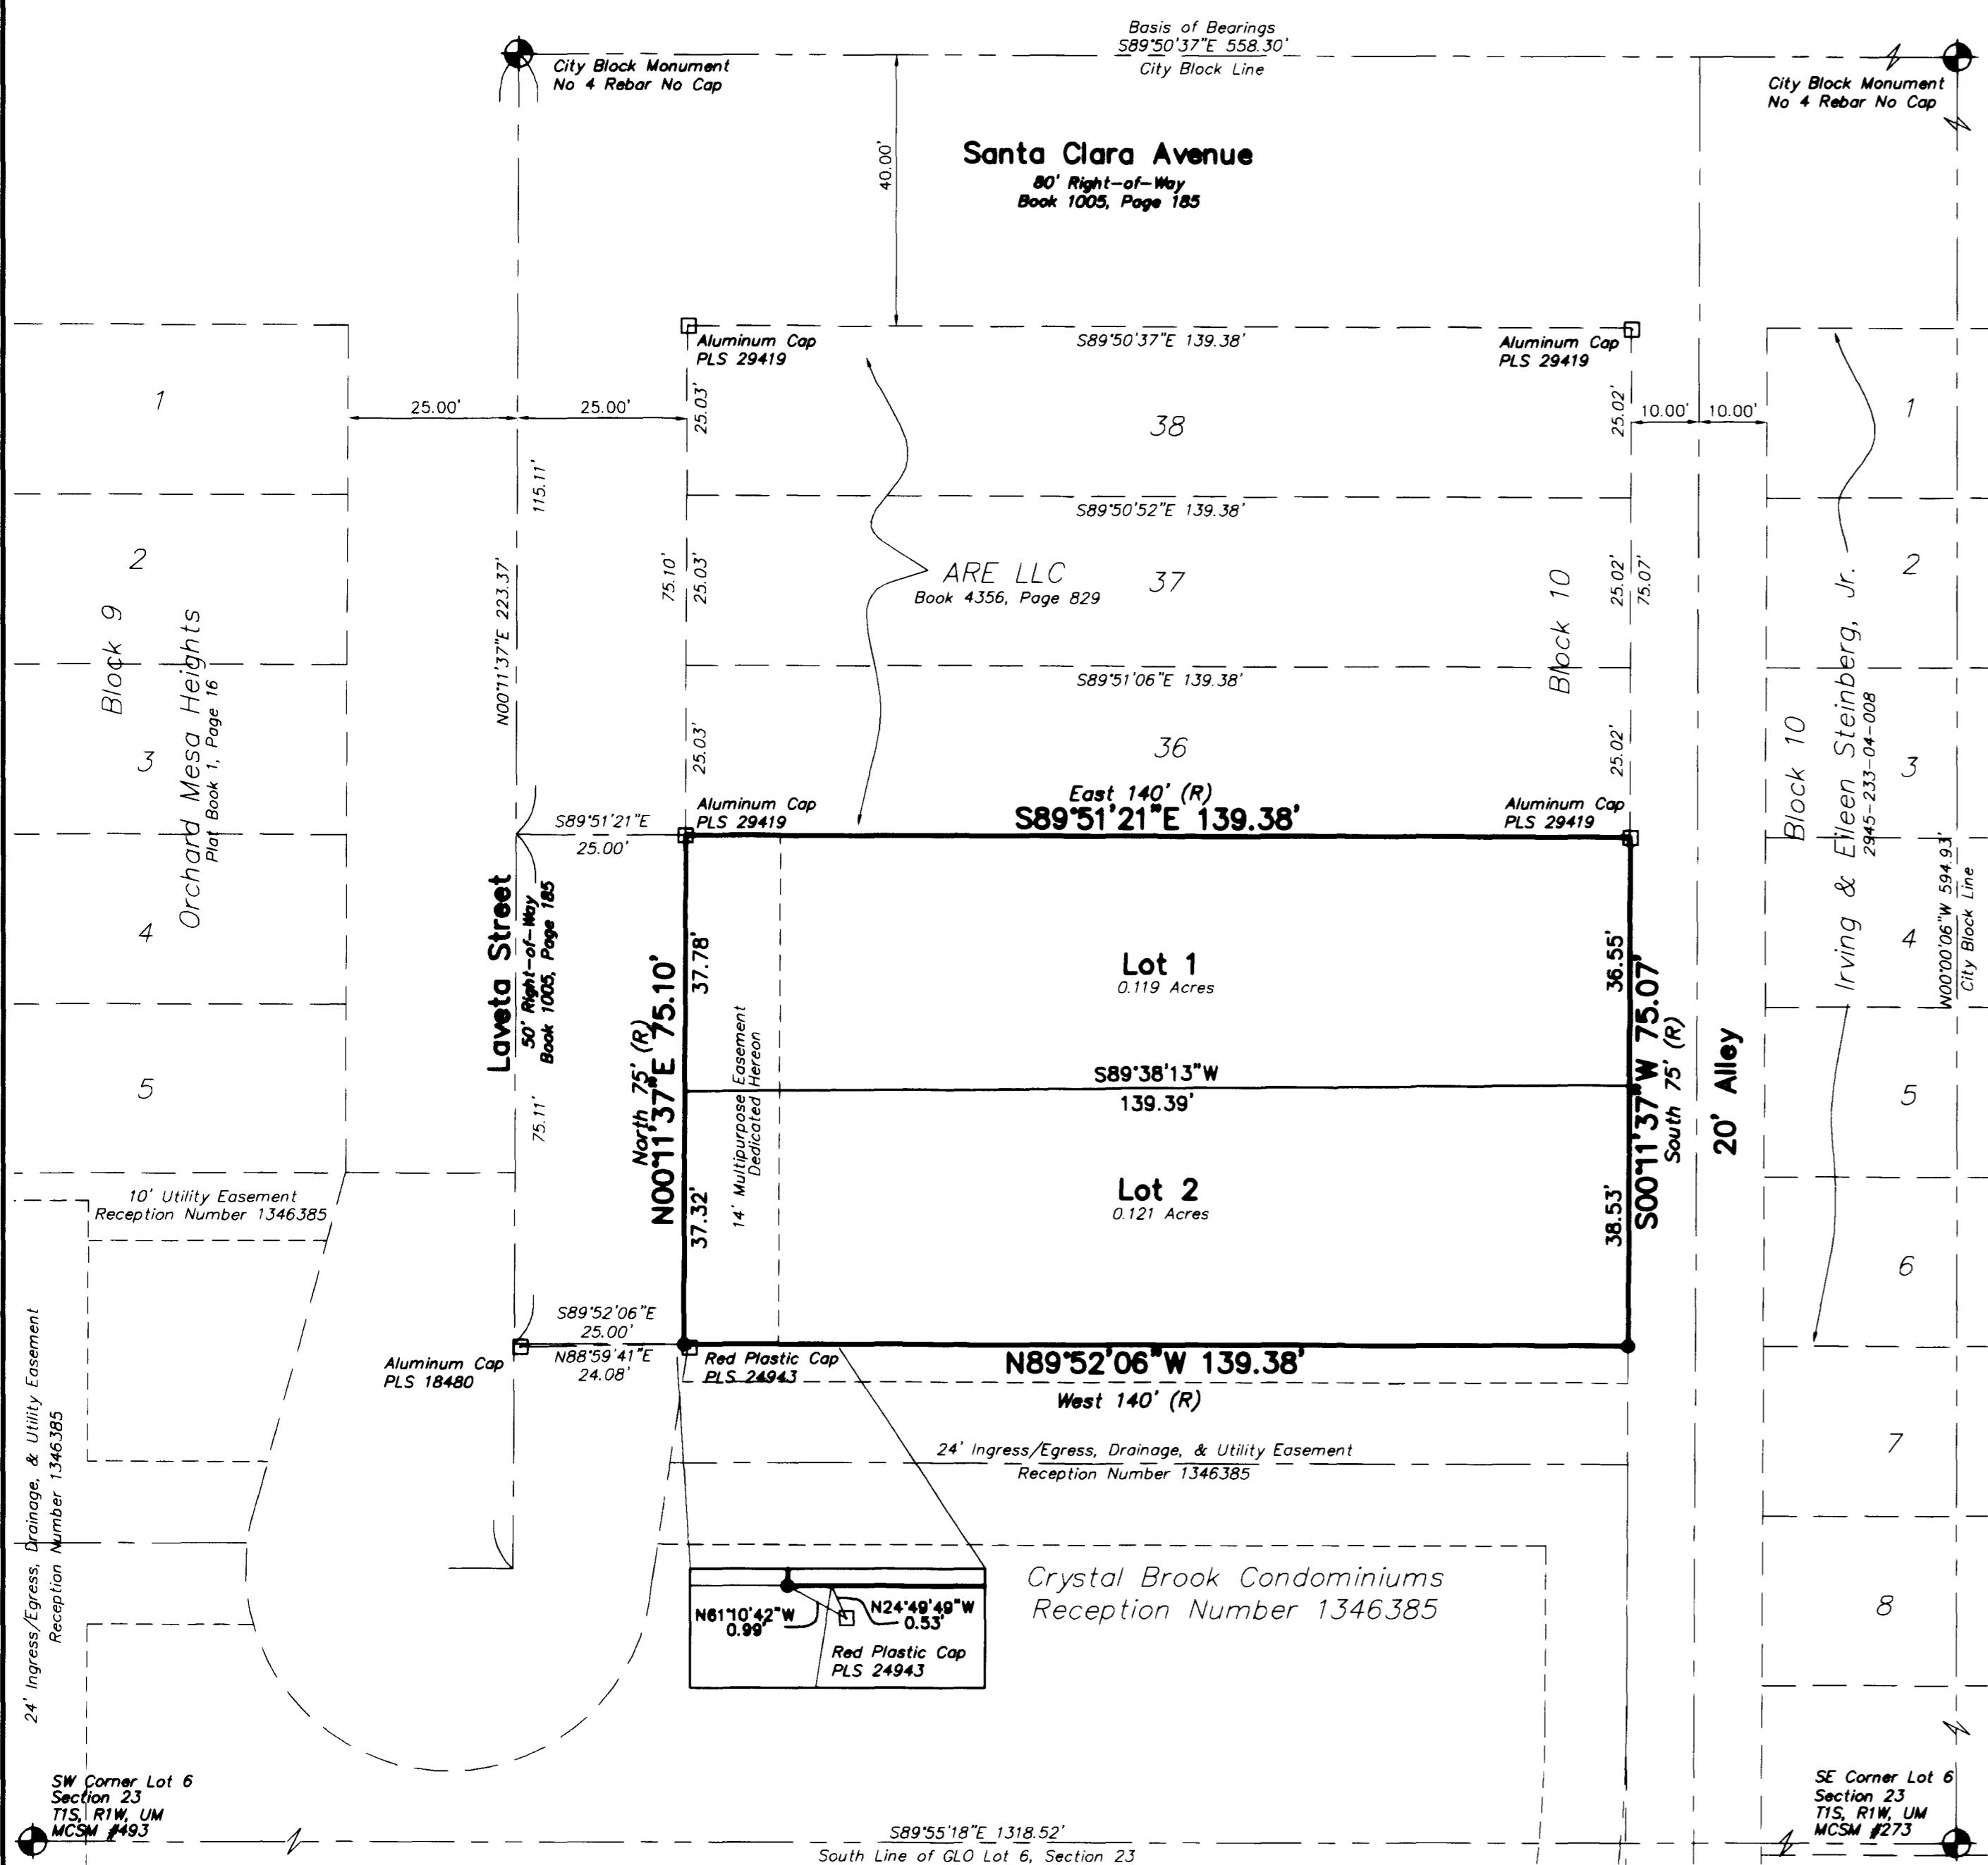 Basis of Bearings
S89°50'37"E 558.30'
City Block Line
City Block Monument
No 4 Rebar No Cap
City Block Monument
No 4 Rebar No Cap
40.00'
Santa Clara Avenue
80' Right-of-Way
Book 1005, Page 185
Aluminum Cap
PLS 29419
S89°50'37"E 139.38'
Aluminum Cap
PLS 29419
1
25.00'
25.00'
25.03'
38
25.02'
10.00'
10.00'
1
115.11'
S89°50'52"E 139.38'
2
N00°11'37"E 223.37'
75.10'
25.03'
ARE LLC
Book 4356, Page 829
37
Block 10
25.02'
75.07'
2
Block 9
Orchard Mesa Heights
Plat Book 1, Page 16
S89°51'06"E 139.38'
3
25.03'
36
25.02'
Block 10
Irving & Eileen Steinberg, Jr.
2945-233-04-008
3
Aluminum Cap
PLS 29419
East 140' (R)
S89°51'21"E 139.38'
Aluminum Cap
PLS 29419
S89°51'21"E
25.00'
N00°00'06"W 594.93'
City Block Line
4
Laveta Street
50' Right-of-Way
Book 1005, Page 185
37.78'
Lot 1
0.119 Acres
36.55'
4
North 75' (R)
N00°11'37"E 75.10'
14' Multipurpose Easement
Dedicated Hereon
S00°11'37"W 75.07'
South 75' (R)
20' Alley
5
75.11'
S89°38'13"W
139.39'
5
10' Utility Easement
Reception Number 1346385
37.32'
Lot 2
0.121 Acres
38.53'
6
S89°52'06"E
25.00'
N88°59'41"E
24.08'
Aluminum Cap
PLS 18480
Red Plastic Cap
PLS 24943
N89°52'06"W 139.38'
West 140' (R)
24' Ingress/Egress, Drainage, & Utility Easement
Reception Number 1346385
24' Ingress/Egress, Drainage, & Utility Easement
Reception Number 1346385
7
N61°10'42"W
0.99'
N24°49'49"W
0.53'
Red Plastic Cap
PLS 24943
Crystal Brook Condominiums
Reception Number 1346385
8
SW Corner Lot 6
Section 23
T1S, R1W, UM
MCSM #493
S89°55'18"E 1318.52'
South Line of GLO Lot 6, Section 23
SE Corner Lot 6
Section 23
T1S, R1W, UM
MCSM #273